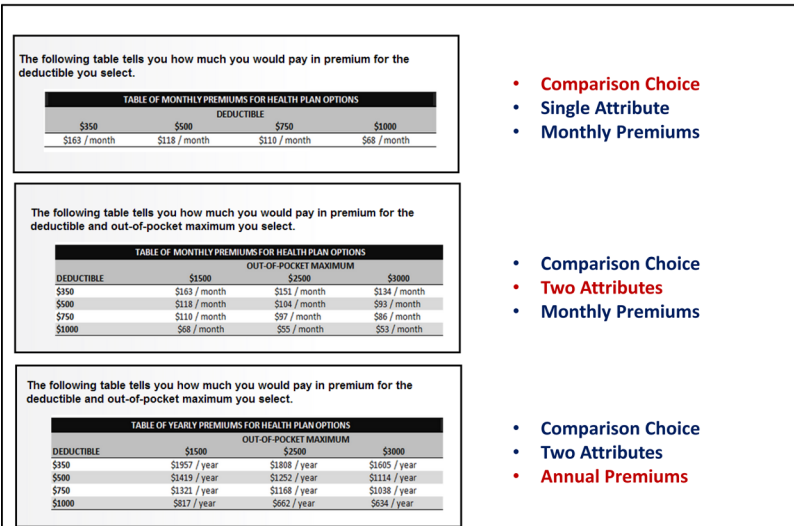 The following table tells you how much you would pay in premium for the
deductible you select.
TABLE OF MONTHLY PREMIUMS FOR HEALTH PLAN OPTIONS
DEDUCTIBLE
$350 $500 $750 $1000
$163 / month $118 / month $110 / month $68 / month
• Comparison Choice
• Single Attribute
• Monthly Premiums
The following table tells you how much you would pay in premium for the
deductible and out-of-pocket maximum you select.
TABLE OF MONTHLY PREMIUMS FOR HEALTH PLAN OPTIONS
OUT-OF-POCKET MAXIMUM
DEDUCTIBLE $1500 $2500 $3000
$350 $163 / month $151 / month $134 / month
$500 $118 / month $104 / month $93 / month
$750 $110 / month $97 / month $86 / month
$1000 $68 / month $55 / month $53 / month
• Comparison Choice
• Two Attributes
• Monthly Premiums
The following table tells you how much you would pay in premium for the
deductible and out-of-pocket maximum you select.
TABLE OF YEARLY PREMIUMS FOR HEALTH PLAN OPTIONS
OUT-OF-POCKET MAXIMUM
DEDUCTIBLE $1500 $2500 $3000
$350 $1957 / year $1808 / year $1605 / year
$500 $1419 / year $1252 / year $1114 / year
$750 $1321 / year $1168 / year $1038 / year
$1000 $817 / year $662 / year $634 / year
• Comparison Choice
• Two Attributes
• Annual Premiums